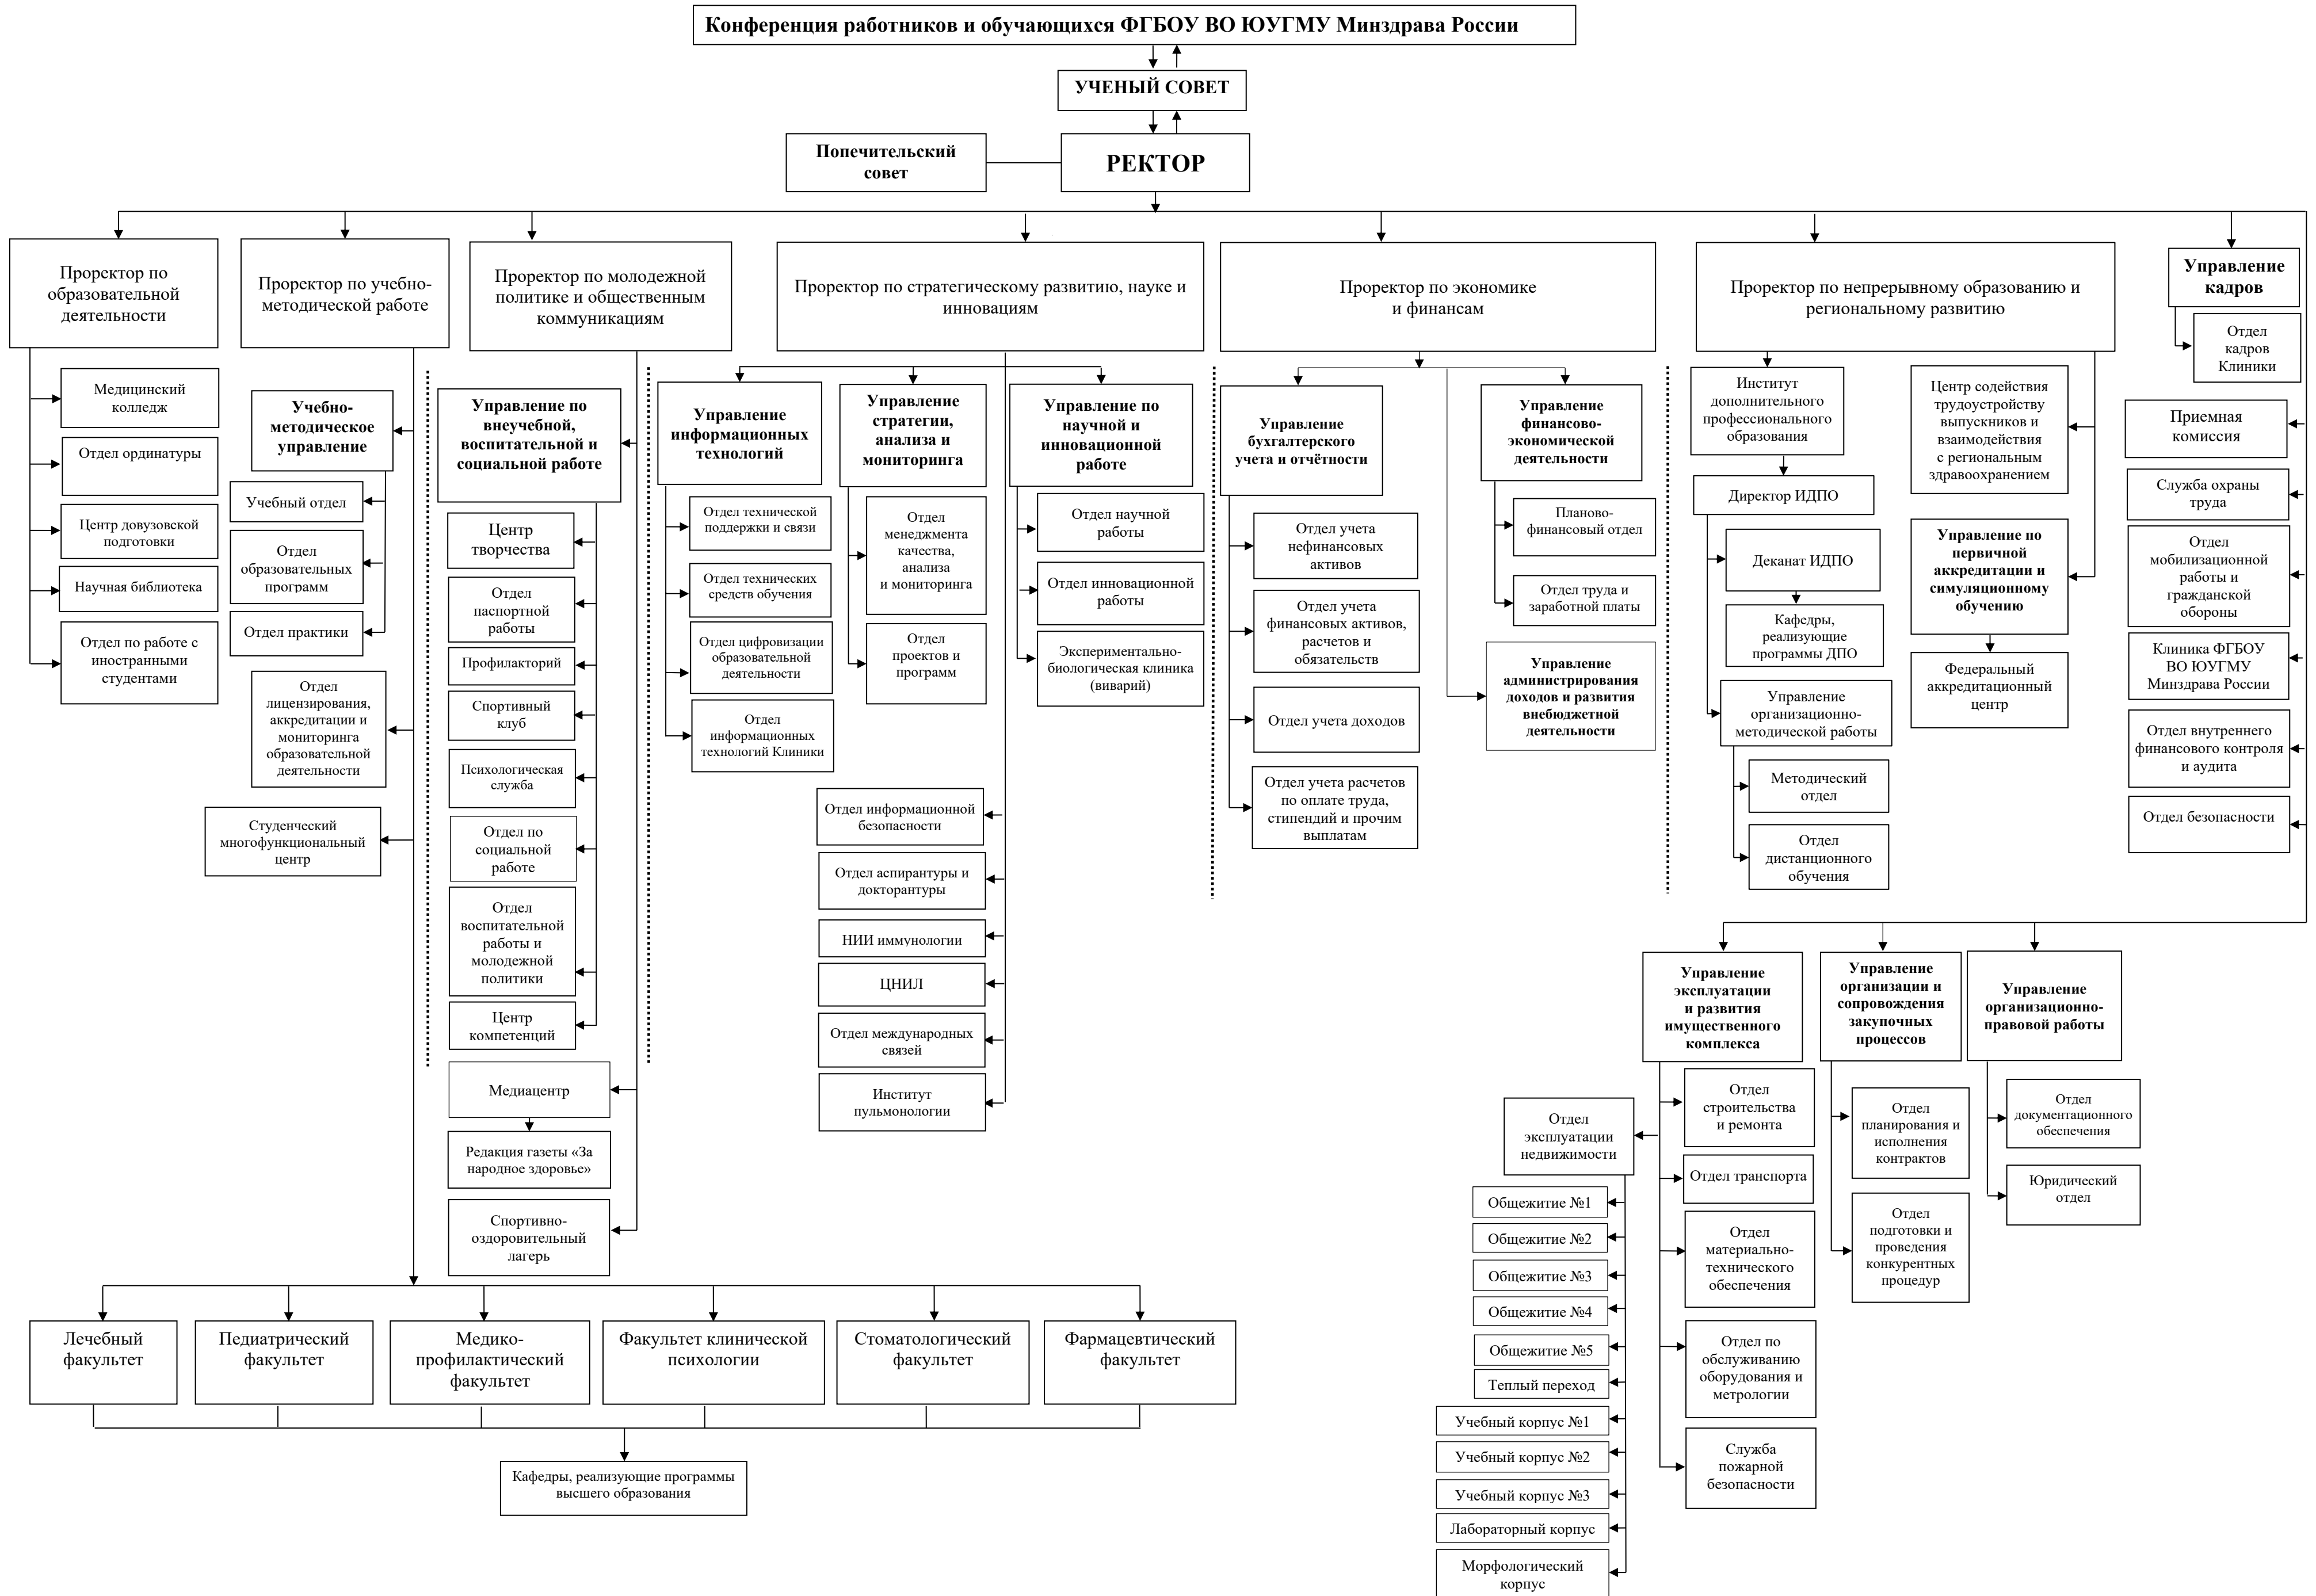 Конференция работников и обучающихся ФГБОУ ВО ЮУГМУ Минздрава России
УЧЕНЫЙ СОВЕТ
Попечительский
совет
РЕКТОР
Проректор по
образовательной
деятельности
Проректор по учебно-
методической работе
Проректор по молодежной
политике и общественным
коммуникациям
Проректор по стратегическому развитию, науке и
инновациям
Проректор по экономике
и финансам
Проректор по непрерывному образованию и
региональному развитию
Управление
кадров
Отдел
кадров
Клиники
Медицинский
колледж
Отдел ординатуры
Центр довузовской
подготовки
Научная библиотека
Отдел по работе с
иностранными
студентами
Учебно-
методическое
управление
Учебный отдел
Отдел
образовательных
программ
Отдел практики
Отдел
лицензирования,
аккредитации и
мониторинга
образовательной
деятельности
Студенческий
многофункциональный
центр
Управление по
внеучебной,
воспитательной и
социальной работе
Центр
творчества
Отдел
паспортной
работы
Профилакторий
Спортивный
клуб
Психологическая
служба
Отдел по
социальной
работе
Отдел
воспитательной
работы и
молодежной
политики
Центр
компетенций
Медиацентр
Редакция газеты «За
народное здоровье»
Спортивно-
оздоровительный
лагерь
Управление
информационных
технологий
Отдел технической
поддержки и связи
Отдел технических
средств обучения
Отдел цифровизации
образовательной
деятельности
Отдел
информационных
технологий Клиники
Управление
стратегии,
анализа и
мониторинга
Отдел
менеджмента
качества,
анализа
и мониторинга
Отдел
проектов и
программ
Управление по
научной и
инновационной
работе
Отдел научной
работы
Отдел инновационной
работы
Экспериментально-
биологическая клиника
(виварий)
Отдел информационной
безопасности
Отдел аспирантуры и
докторантуры
НИИ иммунологии
ЦНИЛ
Отдел международных
связей
Институт
пульмонологии
Управление
бухгалтерского
учета и отчётности
Отдел учета
нефинансовых
активов
Отдел учета
финансовых активов,
расчетов и
обязательств
Отдел учета доходов
Отдел учета расчетов
по оплате труда,
стипендий и прочим
выплатам
Управление
финансово-
экономической
деятельности
Планово-
финансовый отдел
Отдел труда и
заработной платы
Управление
администрирования
доходов и развития
внебюджетной
деятельности
Институт
дополнительного
профессионального
образования
Директор ИДПО
Деканат ИДПО
Кафедры,
реализующие
программы ДПО
Управление
организационно-
методической работы
Методический
отдел
Отдел
дистанционного
обучения
Центр содействия
трудоустройству
выпускников и
взаимодействия
с региональным
здравоохранением
Управление по
первичной
аккредитации и
симуляционному
обучению
Федеральный
аккредитационный
центр
Приемная
комиссия
Служба охраны
труда
Отдел
мобилизационной
работы и
гражданской
обороны
Клиника ФГБОУ
ВО ЮУГМУ
Минздрава России
Отдел внутреннего
финансового контроля
и аудита
Отдел безопасности
Управление
эксплуатации
и развития
имущественного
комплекса
Управление
организации и
сопровождения
закупочных
процессов
Управление
организационно-
правовой работы
Отдел
эксплуатации
недвижимости
Общежитие №1
Общежитие №2
Общежитие №3
Общежитие №4
Общежитие №5
Теплый переход
Учебный корпус №1
Учебный корпус №2
Учебный корпус №3
Лабораторный корпус
Морфологический
корпус
Отдел
строительства
и ремонта
Отдел транспорта
Отдел
материально-
технического
обеспечения
Отдел по
обслуживанию
оборудования и
метрологии
Служба
пожарной
безопасности
Отдел
планирования и
исполнения
контрактов
Отдел
подготовки и
проведения
конкурентных
процедур
Отдел
документационного
обеспечения
Юридический
отдел
Лечебный
факультет
Педиатрический
факультет
Медико-
профилактический
факультет
Факультет клинической
психологии
Стоматологический
факультет
Фармацевтический
факультет
Кафедры, реализующие программы
высшего образования